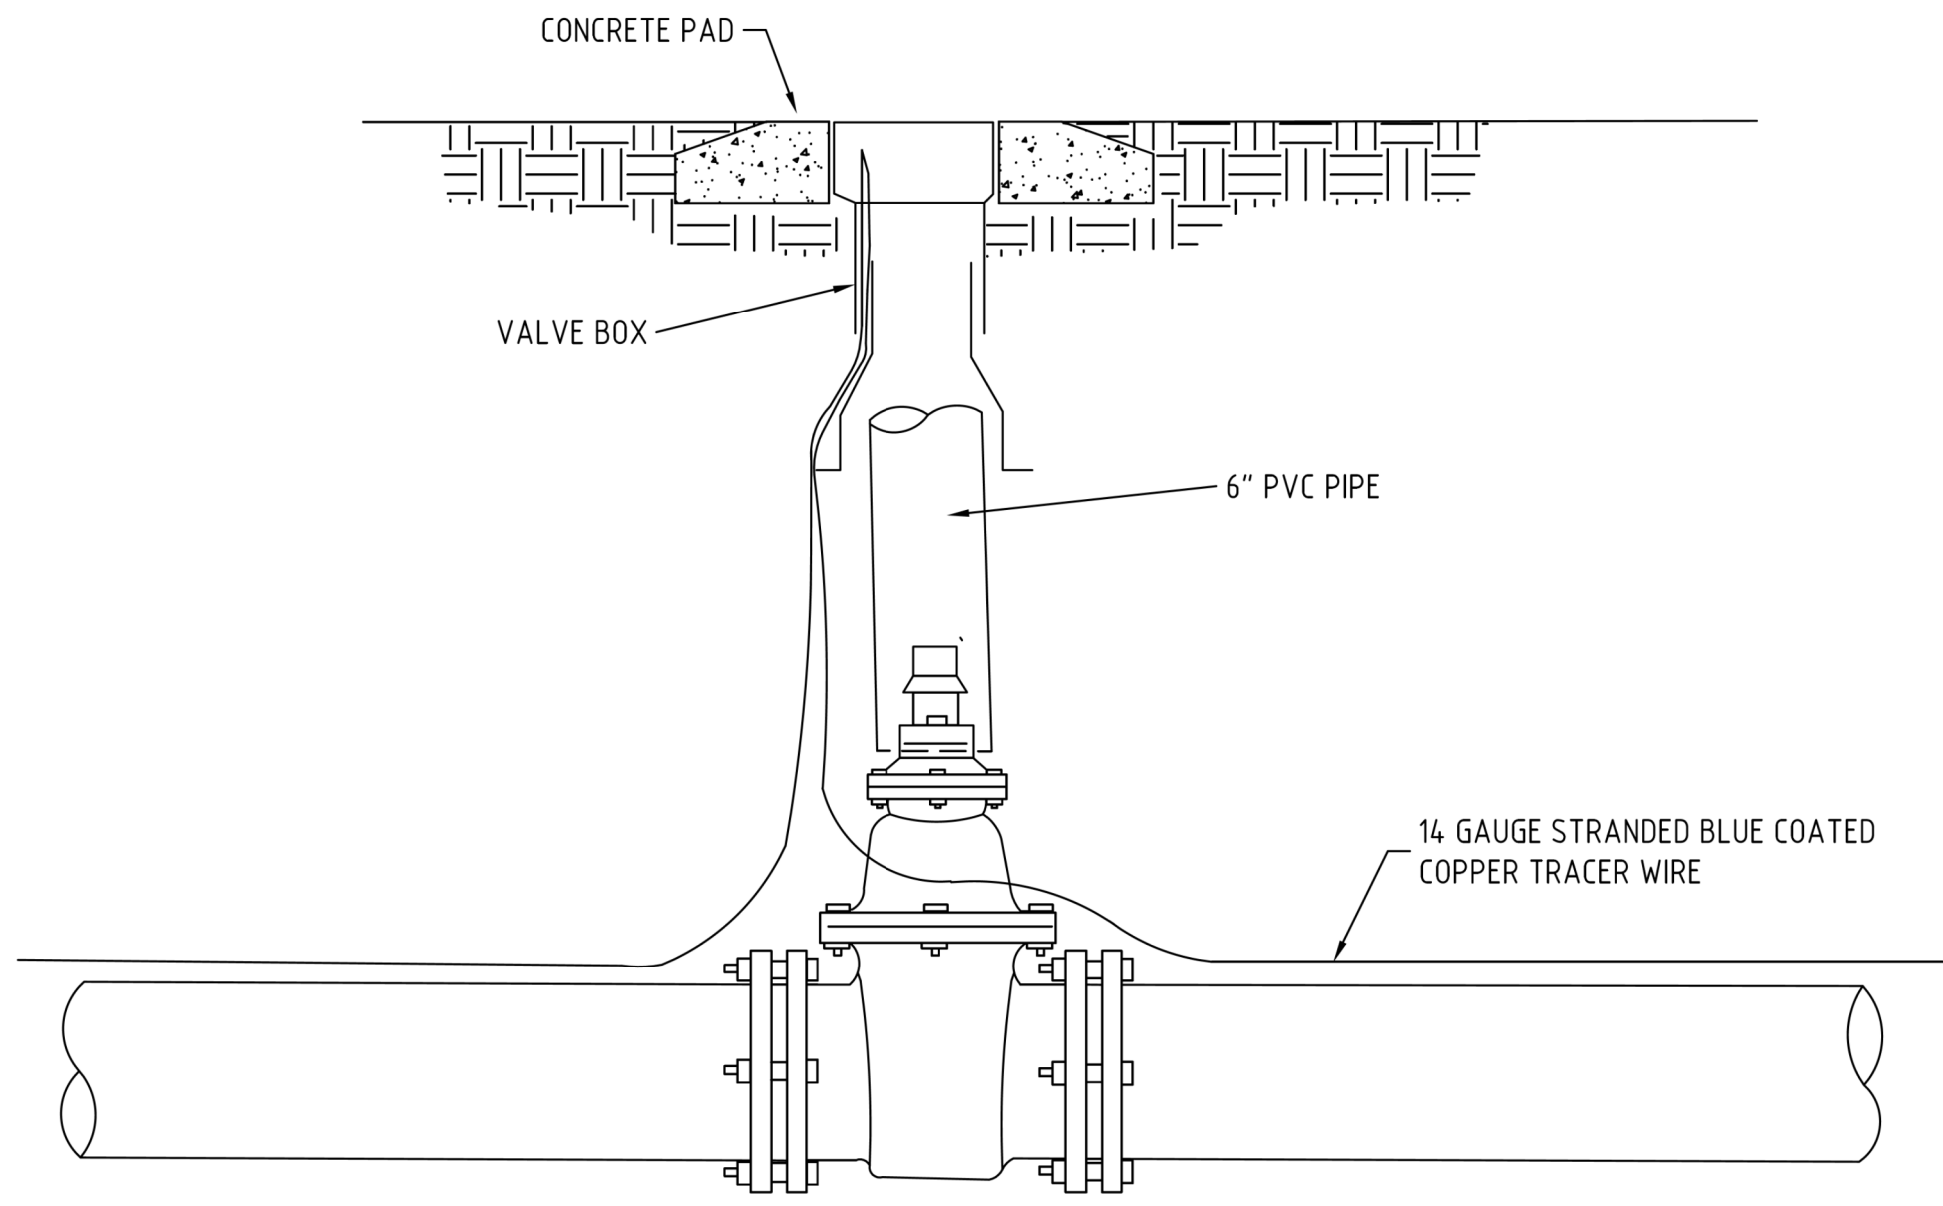 CONCRETE PAD
VALVE BOX
6" PVC PIPE
14 GAUGE STRANDED BLUE COATED
COPPER TRACER WIRE